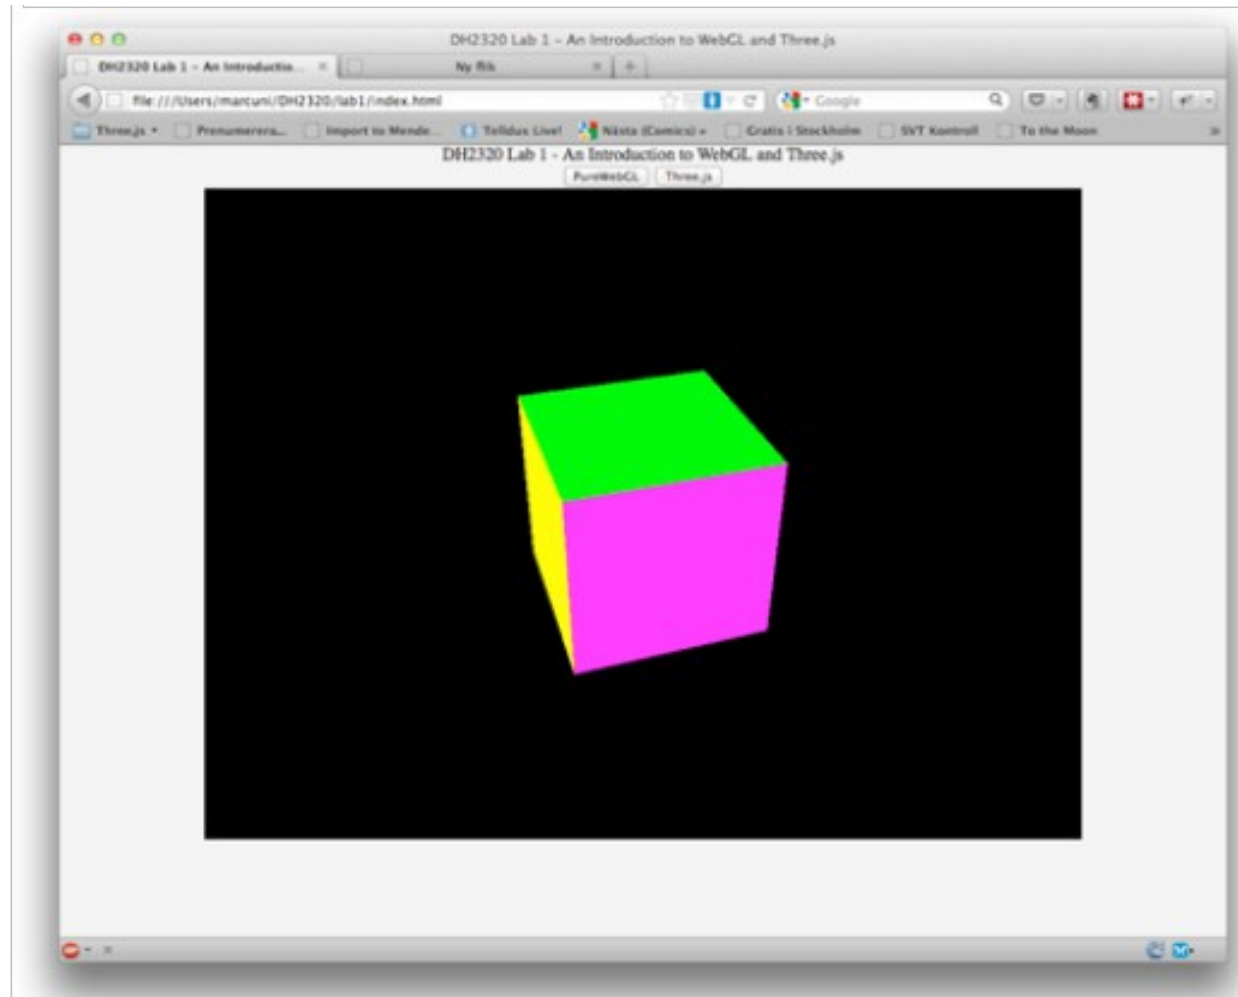 DH2320 Lab 1 – An Introduction to WebGL and Three.js
DH2320 Lab 1 – An Introductio... Ny flik
file:///Users/marcuni/DH2320/lab1/index.html Google
Three.js Prenumerera... Import to Mende... Telldus Live! Nästa (Comics) » Gratis i Stockholm SVT Kontroll To the Moon
DH2320 Lab 1 - An Introduction to WebGL and Three.js
PureWebGL Three.js